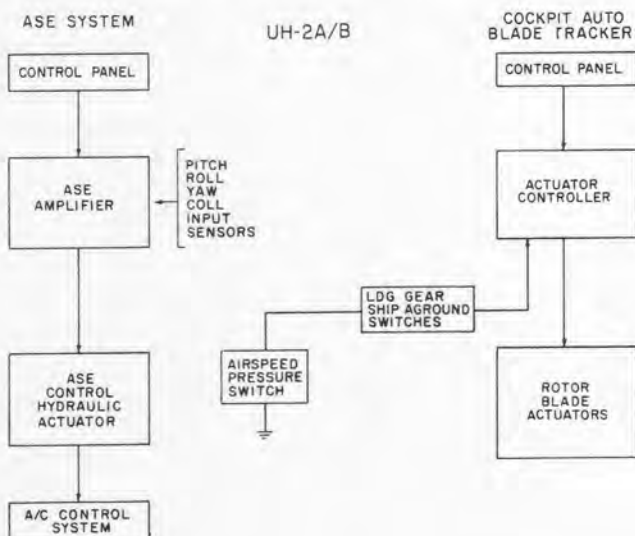 ASE SYSTEM
CONTROL PANEL
ASE
AMPLIFIER
PITCH
ROLL
YAW
COLL
INPUT
SENSORS
ASE
CONTROL
HYDRAULIC
ACTUATOR
A/C CONTROL
SYSTEM
UH-2A/B
LDG GEAR
SHIP AGROUND
SWITCHES
AIRSPEED
PRESSURE
SWITCH
COCKPIT AUTO
BLADE TRACKER
CONTROL PANEL
ACTUATOR
CONTROLLER
ROTOR
BLADE
ACTUATORS